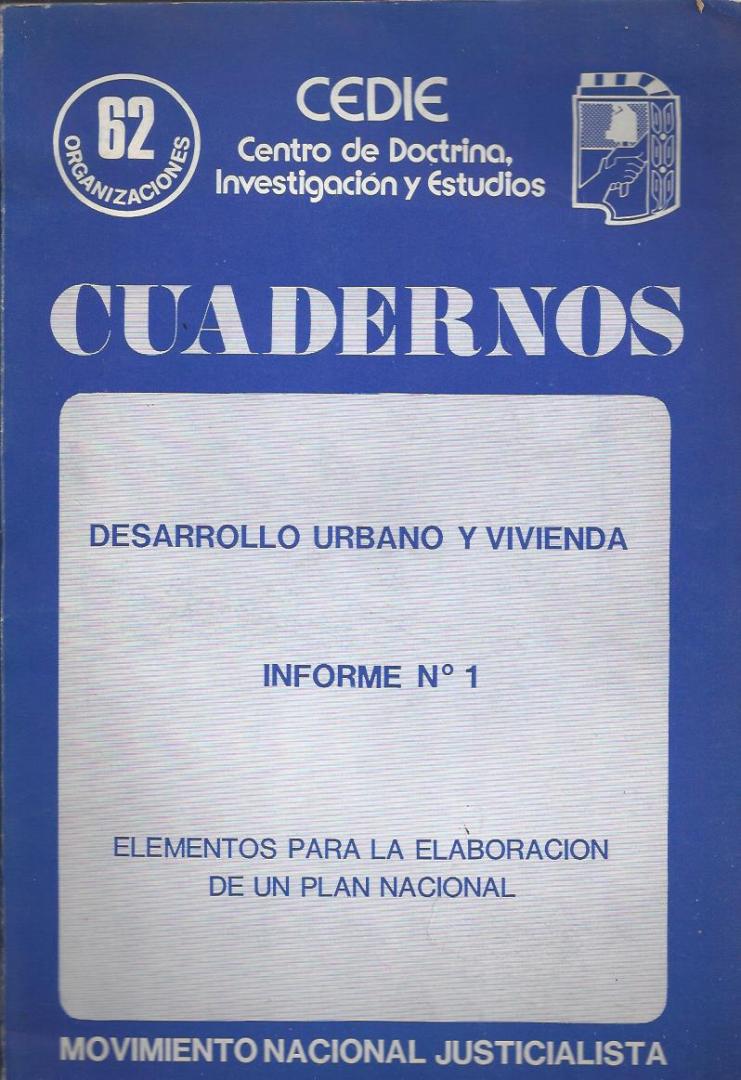 62
ORGANIZACIONES
CEDIE
Centro de Doctrina,
Investigación y Estudios
CUADERNOS
DESARROLLO URBANO Y VIVIENDA
INFORME N° 1
ELEMENTOS PARA LA ELABORACION
DE UN PLAN NACIONAL
MOVIMIENTO NACIONAL JUSTICIALISTA